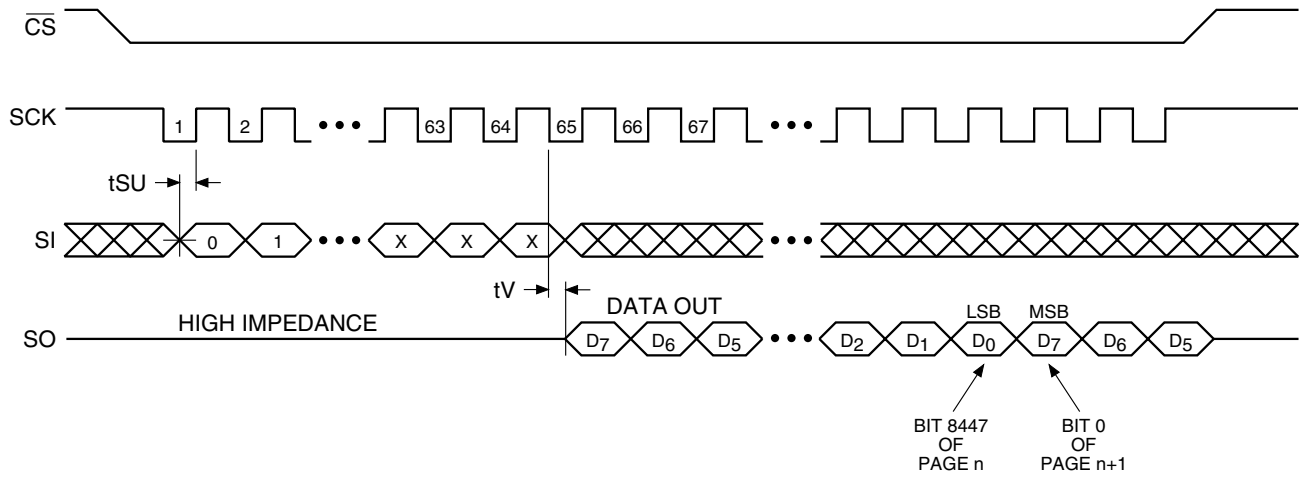 CS
SCK 1 2 ••• 63 64 65 66 67 •••
tSU
SI 0 1 ••• X X X •••
tV
HIGH IMPEDANCE DATA OUT LSB MSB
SO D7 D6 D5 ••• D2 D1 D0 D7 D6 D5
BIT 8447
OF
PAGE n
BIT 0
OF
PAGE n+1